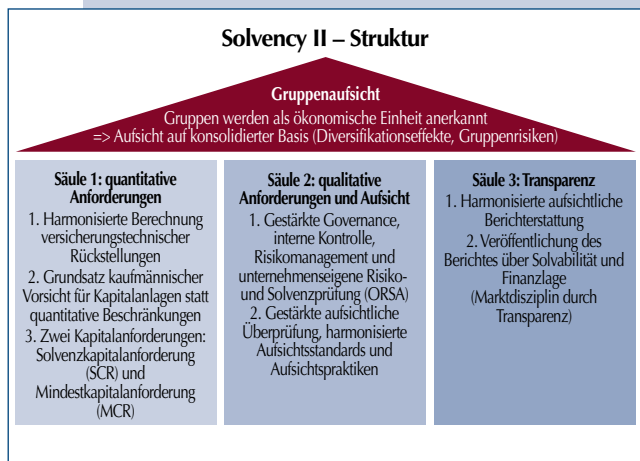 Solvency II – Struktur
Gruppenaufsicht
Gruppen werden als ökonomische Einheit anerkannt
=> Aufsicht auf konsolidierter Basis (Diversifikationseffekte, Gruppenrisiken)
Säule 1: quantitative
Anforderungen
1. Harmonisierte Berechnung
versicherungstechnischer
Rückstellungen
2. Grundsatz kaufmännischer
Vorsicht für Kapitalanlagen statt
quantitative Beschränkungen
3. Zwei Kapitalanforderungen:
Solvenzkapitalanforderung
(SCR) und
Mindestkapitalanforderung
(MCR)
Säule 2: qualitative
Anforderungen und Aufsicht
1. Gestärkte Governance,
interne Kontrolle,
Risikomanagement und
unternehmenseigene Risiko-
und Solvenzprüfung (ORSA)
2. Gestärkte aufsichtliche
Überprüfung, harmonisierte
Aufsichtsstandards und
Aufsichtspraktiken
Säule 3: Transparenz
1. Harmonisierte aufsichtliche
Berichterstattung
2. Veröffentlichung des
Berichtes über Solvabilität und
Finanzlage
(Marktdisziplin durch
Transparenz)